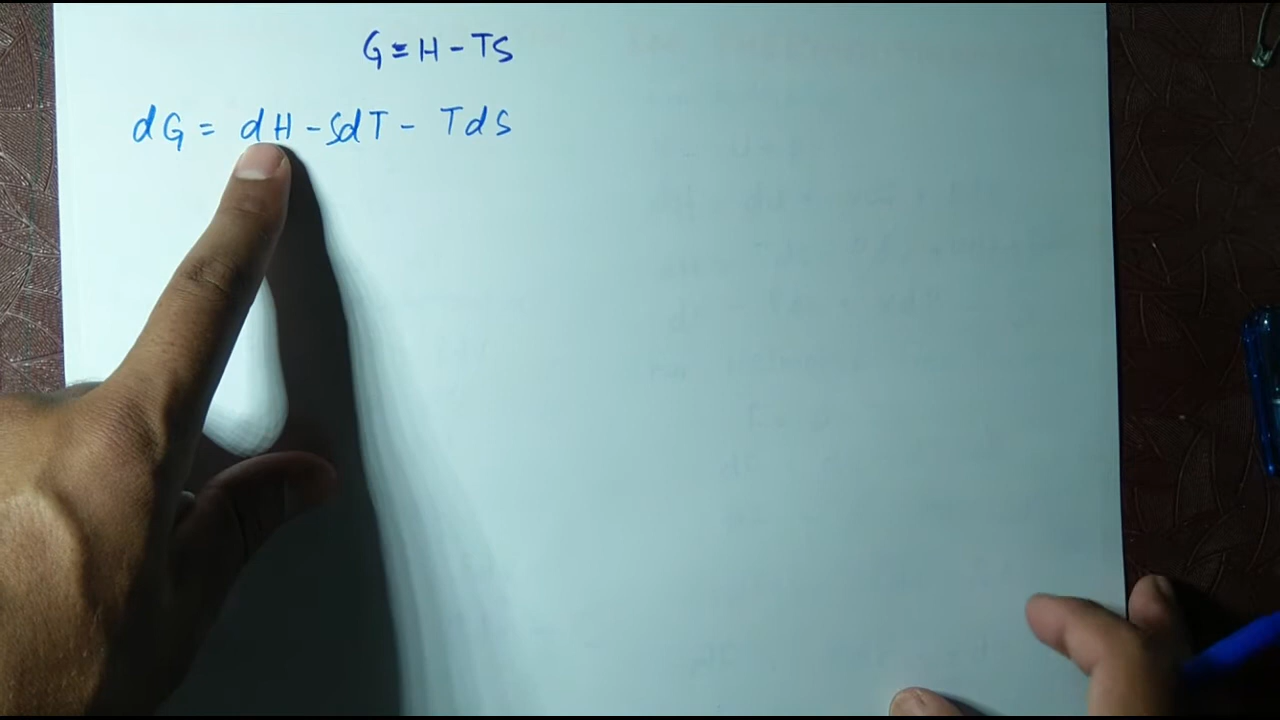 G = H - TS
dG = dH - SdT - TdS